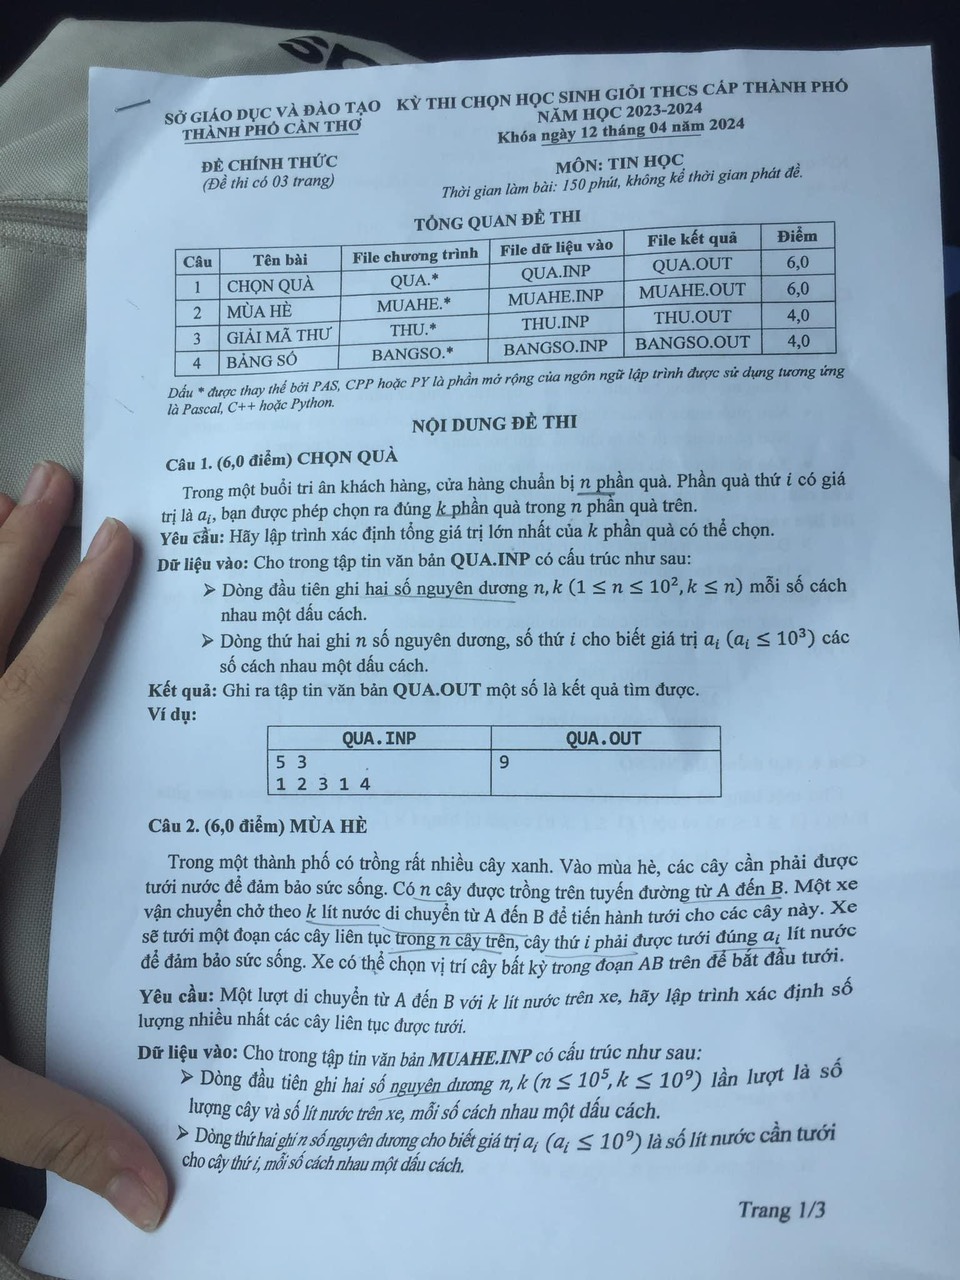 SỞ GIÁO DỤC VÀ ĐÀO TẠO
THÀNH PHỐ CẦN THƠ
ĐỀ CHÍNH THỨC
(Đề thi có 03 trang)
KỲ THI CHỌN HỌC SINH GIỎI THCS CẤP THÀNH PHỐ
NĂM HỌC 2023-2024
Khóa ngày 12 tháng 04 năm 2024
MÔN: TIN HỌC
Thời gian làm bài: 150 phút, không kể thời gian phát đề.
TỔNG QUAN ĐỀ THI
Câu Tên bài File chương trình File dữ liệu vào File kết quả Điểm
1 CHỌN QUÀ QUA.* QUA.INP QUA.OUT 6,0
2 MÙA HÈ MUAHE.* MUAHE.INP MUAHE.OUT 6,0
3 GIẢI MÃ THƯ THU.* THU.INP THU.OUT 4,0
4 BẢNG SỐ BANGSO.* BANGSO.INP BANGSO.OUT 4,0
Dấu * được thay thế bởi PAS, CPP hoặc PY là phần mở rộng của ngôn ngữ lập trình được sử dụng tương ứng
là Pascal, C++ hoặc Python.
NỘI DUNG ĐỀ THI
Câu 1. (6,0 điểm) CHỌN QUÀ
Trong một buổi tri ân khách hàng, cửa hàng chuẩn bị n phần quà. Phần quà thứ i có giá
trị là aᵢ, bạn được phép chọn ra đúng k phần quà trong n phần quà trên.
Yêu cầu: Hãy lập trình xác định tổng giá trị lớn nhất của k phần quà có thể chọn.
Dữ liệu vào: Cho trong tập tin văn bản QUA.INP có cấu trúc như sau:
➢ Dòng đầu tiên ghi hai số nguyên dương n, k (1 ≤ n ≤ 10², k ≤ n) mỗi số cách
nhau một dấu cách.
➢ Dòng thứ hai ghi n số nguyên dương, số thứ i cho biết giá trị aᵢ (aᵢ ≤ 10³) các
số cách nhau một dấu cách.
Kết quả: Ghi ra tập tin văn bản QUA.OUT một số là kết quả tìm được.
Ví dụ:
QUA.INP QUA.OUT
5 3 9
1 2 3 1 4
Câu 2. (6,0 điểm) MÙA HÈ
Trong một thành phố có trồng rất nhiều cây xanh. Vào mùa hè, các cây cần phải được
tưới nước để đảm bảo sức sống. Có n cây được trồng trên tuyến đường từ A đến B. Một xe
vận chuyển chở theo k lít nước di chuyển từ A đến B để tiến hành tưới cho các cây này. Xe
sẽ tưới một đoạn các cây liên tục trong n cây trên, cây thứ i phải được tưới đúng aᵢ lít nước
để đảm bảo sức sống. Xe có thể chọn vị trí cây bất kỳ trong đoạn AB trên để bắt đầu tưới.
Yêu cầu: Một lượt di chuyển từ A đến B với k lít nước trên xe, hãy lập trình xác định số
lượng nhiều nhất các cây liên tục được tưới.
Dữ liệu vào: Cho trong tập tin văn bản MUAHE.INP có cấu trúc như sau:
➢ Dòng đầu tiên ghi hai số nguyên dương n, k (n ≤ 10⁵, k ≤ 10⁹) lần lượt là số
lượng cây và số lít nước trên xe, mỗi số cách nhau một dấu cách.
➢ Dòng thứ hai ghi n số nguyên dương cho biết giá trị aᵢ (aᵢ ≤ 10⁹) là số lít nước cần tưới
cho cây thứ i, mỗi số cách nhau một dấu cách.
Trang 1/3